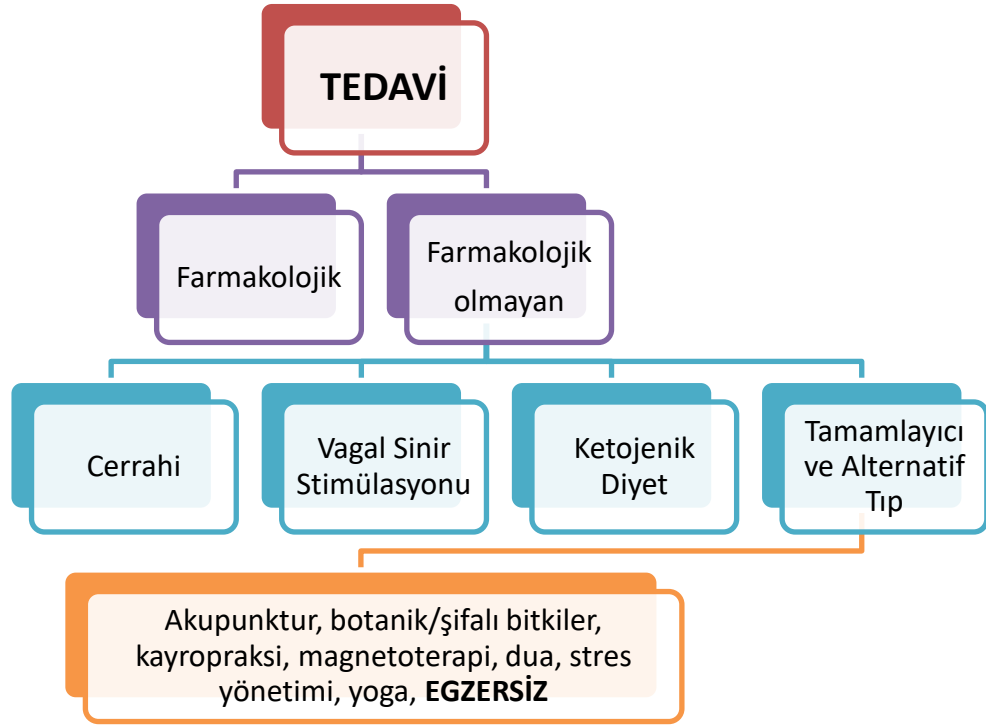 TEDAVİ
Farmakolojik
Farmakolojik
olmayan
Cerrahi
Vagal Sinir
Stimülasyonu
Ketojenik
Diyet
Tamamlayıcı
ve Alternatif
Tıp
Akupunktur, botanik/şifalı bitkiler,
kayropraksi, magnetoterapi, dua, stres
yönetimi, yoga, EGZERSİZ